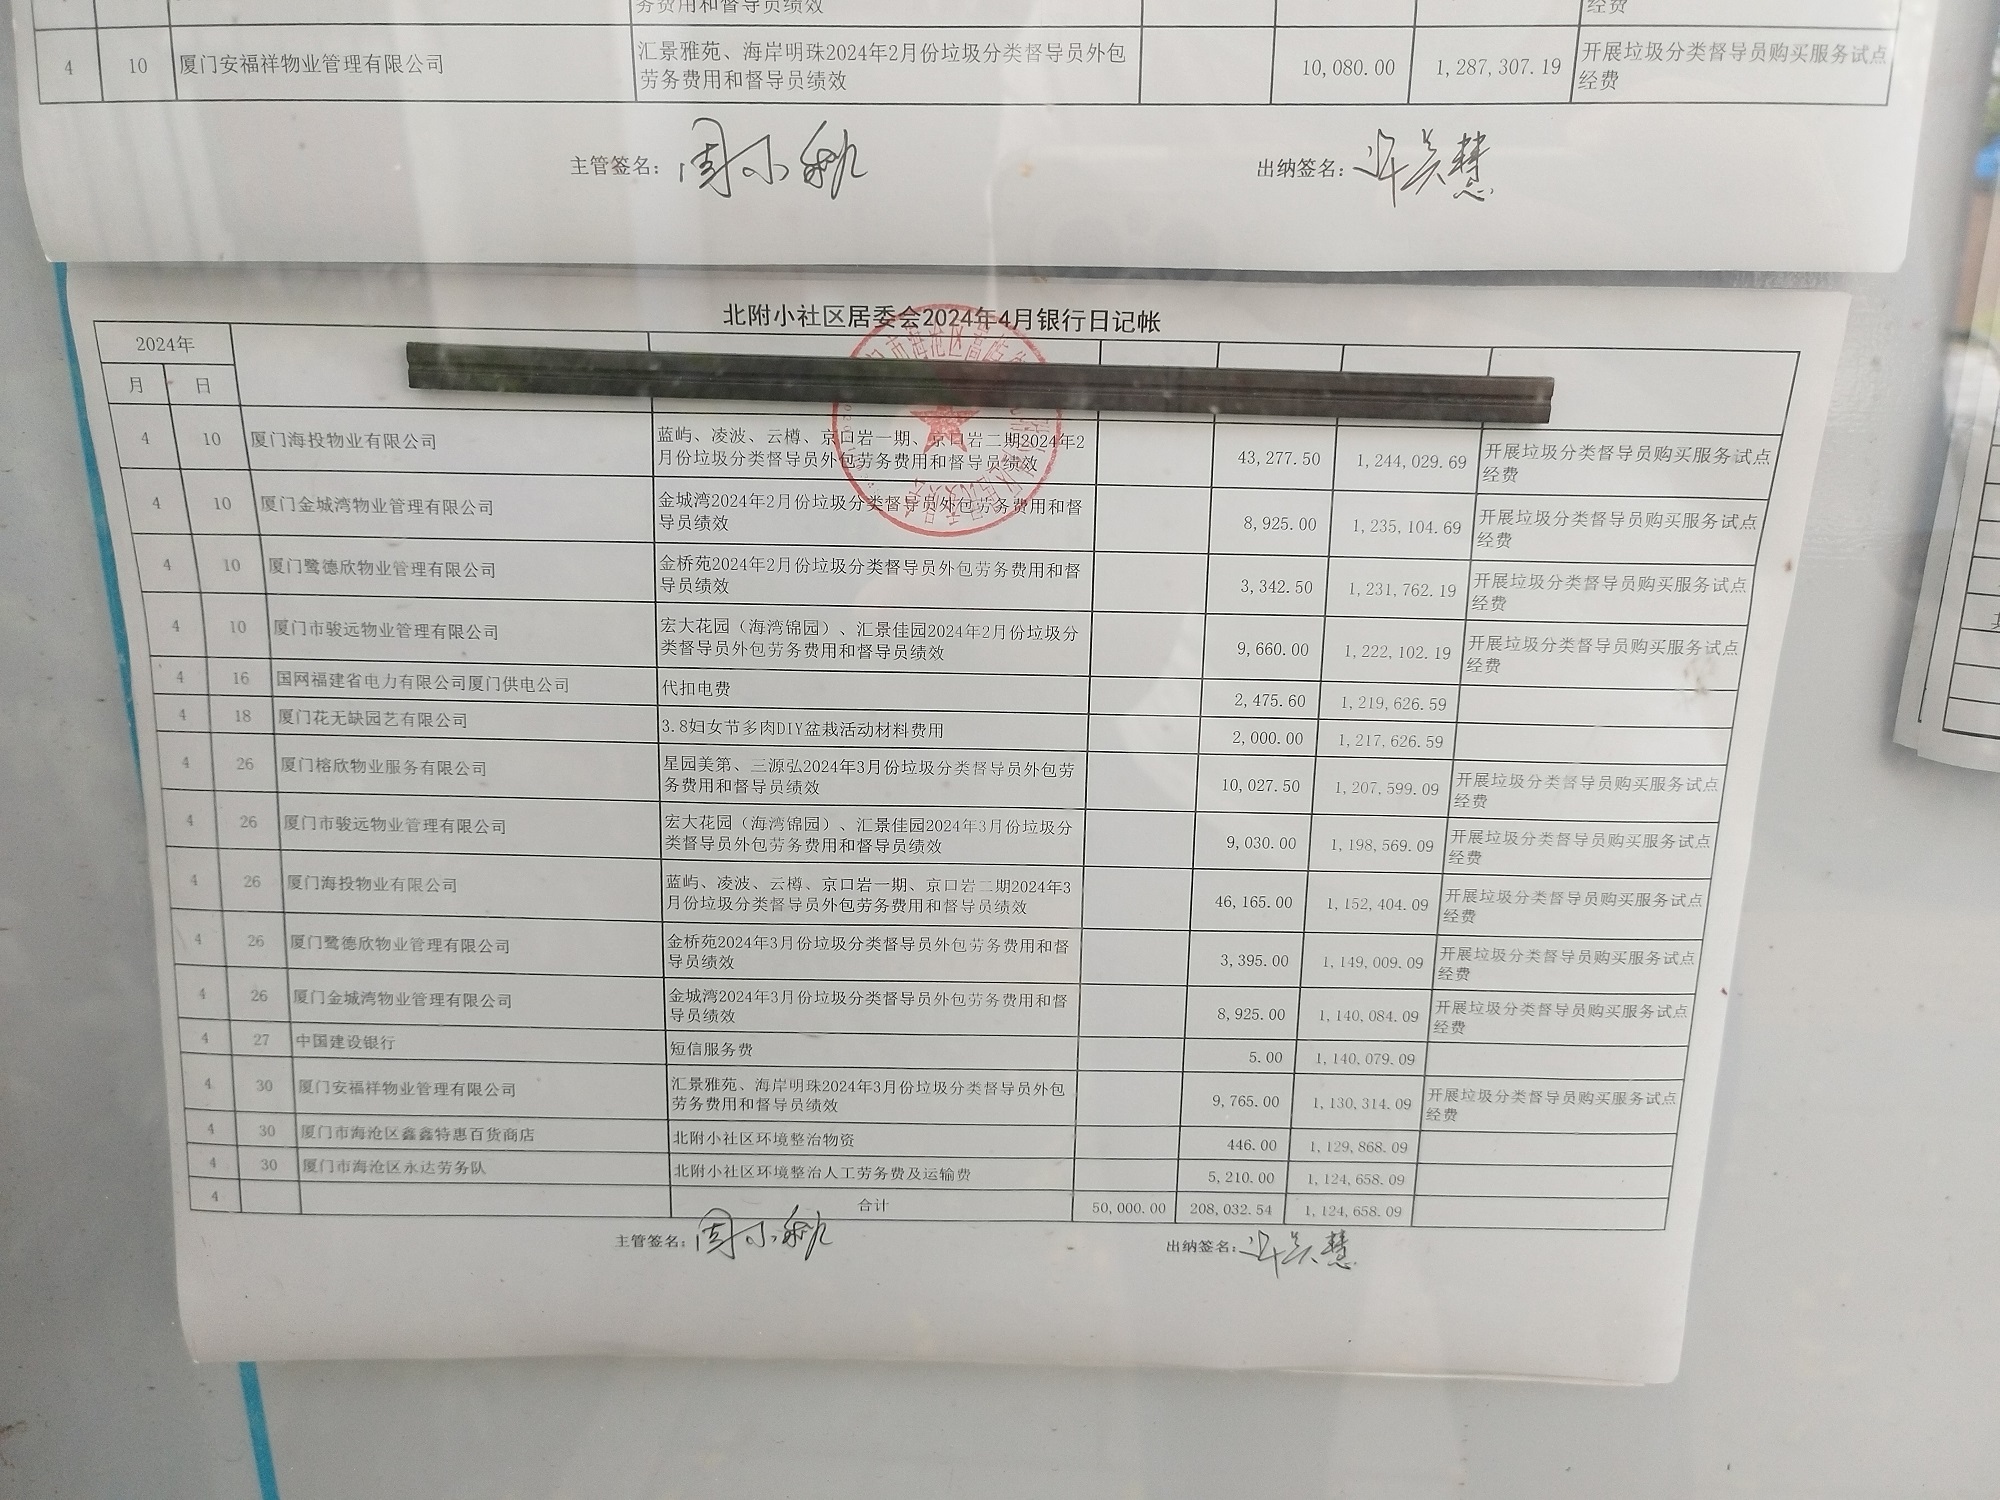 务费用和督导员绩效
经费
4 10 厦门安福祥物业管理有限公司 汇景雅苑、海岸明珠2024年2月份垃圾分类督导员外包 10,080.00 1,287,307.19 开展垃圾分类督导员购买服务试点
劳务费用和督导员绩效 经费
主管签名: 周小 出纳签名: 慧
北附小社区居委会2024年4月银行日记帐
2024年
月 日
4 10 厦门海投物业有限公司 蓝屿、凌波、云樽、京口岩一期、京口岩二期2024年2 43,277.50 1,244,029.69 开展垃圾分类督导员购买服务试点
月份垃圾分类督导员外包劳务费用和督导员绩效 经费
4 10 厦门金城湾物业管理有限公司 金城湾2024年2月份垃圾分类督导员外包劳务费用和督 8,925.00 1,235,104.69 开展垃圾分类督导员购买服务试点
导员绩效 经费
4 10 厦门鹭德欣物业管理有限公司 金桥苑2024年2月份垃圾分类督导员外包劳务费用和督 3,342.50 1,231,762.19 开展垃圾分类督导员购买服务试点
导员绩效 经费
4 10 厦门市骏远物业管理有限公司 宏大花园（海湾锦园）、汇景佳园2024年2月份垃圾分 9,660.00 1,222,102.19 开展垃圾分类督导员购买服务试点
类督导员外包劳务费用和督导员绩效 经费
4 16 国网福建省电力有限公司厦门供电公司 代扣电费 2,475.60 1,219,626.59
4 18 厦门花无缺园艺有限公司 3.8妇女节多肉DIY盆栽活动材料费用 2,000.00 1,217,626.59
4 26 厦门榕欣物业服务有限公司 星园美第、三源弘2024年3月份垃圾分类督导员外包劳 10,027.50 1,207,599.09 开展垃圾分类督导员购买服务试点
务费用和督导员绩效 经费
4 26 厦门市骏远物业管理有限公司 宏大花园（海湾锦园）、汇景佳园2024年3月份垃圾分 9,030.00 1,198,569.09 开展垃圾分类督导员购买服务试点
类督导员外包劳务费用和督导员绩效 经费
4 26 厦门海投物业有限公司 蓝屿、凌波、云樽、京口岩一期、京口岩二期2024年3 46,165.00 1,152,404.09 开展垃圾分类督导员购买服务试点
月份垃圾分类督导员外包劳务费用和督导员绩效 经费
4 26 厦门鹭德欣物业管理有限公司 金桥苑2024年3月份垃圾分类督导员外包劳务费用和督 3,395.00 1,149,009.09 开展垃圾分类督导员购买服务试点
导员绩效 经费
4 26 厦门金城湾物业管理有限公司 金城湾2024年3月份垃圾分类督导员外包劳务费用和督 8,925.00 1,140,084.09 开展垃圾分类督导员购买服务试点
导员绩效 经费
4 27 中国建设银行 短信服务费 5.00 1,140,079.09
4 30 厦门安福祥物业管理有限公司 汇景雅苑、海岸明珠2024年3月份垃圾分类督导员外包 9,765.00 1,130,314.09 开展垃圾分类督导员购买服务试点
劳务费用和督导员绩效 经费
4 30 厦门市海沧区鑫鑫特惠百货商店 北附小社区环境整治物资 446.00 1,129,868.09
4 30 厦门市海沧区永达劳务队 北附小社区环境整治人工劳务费及运输费 5,210.00 1,124,658.09
4 合计 50,000.00 208,032.54 1,124,658.09
主管签名: 周小 出纳签名: 慧